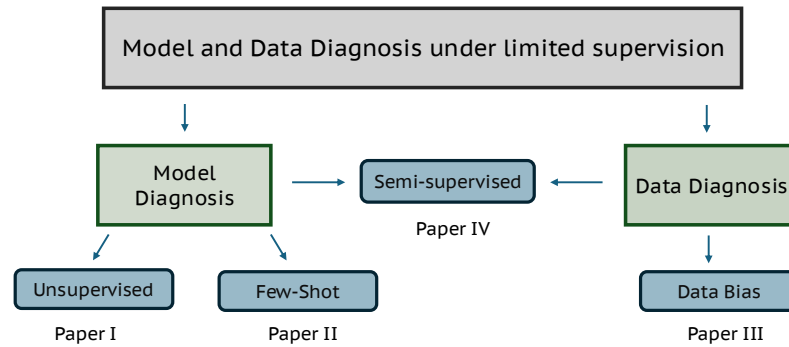 Model and Data Diagnosis under limited supervision
Model
Diagnosis
Semi-supervised
Data Diagnosis
Paper IV
Unsupervised
Few-Shot
Data Bias
Paper I
Paper II
Paper III